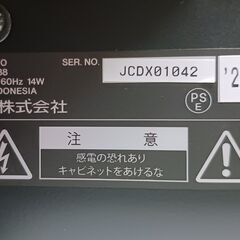 SER. NO. JCDX01042
60Hz 14W
株式会社
PS
E
注 意
感電の恐れあり
キャビネットをあけるな